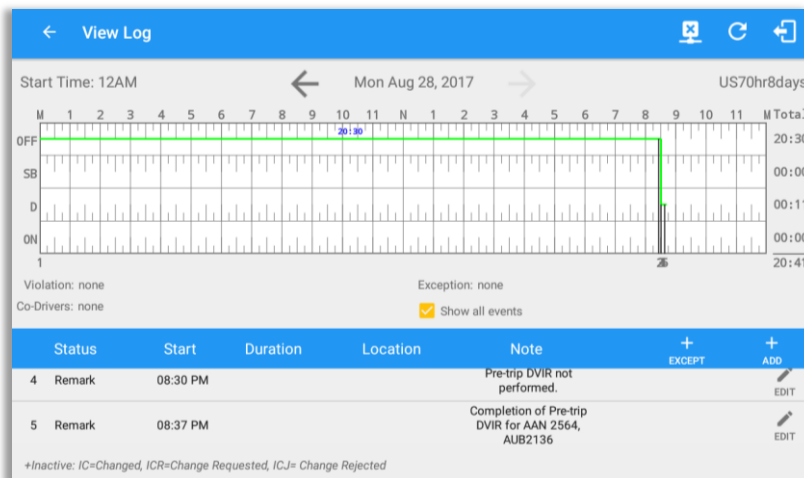 View Log
Start Time: 12AM Mon Aug 28, 2017 US70hr8days
M 1 2 3 4 5 6 7 8 9 10 11 N 1 2 3 4 5 6 7 8 9 10 11 M Total
OFF 20:30 20:30
SB 00:00
D 00:11
ON 00:00
1 20:41
Violation: none Exception: none
Co-Drivers: none Show all events
Status Start Duration Location Note + EXCEPT + ADD
4 Remark 08:30 PM Pre-trip DVIR not
performed. EDIT
5 Remark 08:37 PM Completion of Pre-trip
DVIR for AAN 2564,
AUB2136 EDIT
+Inactive: IC=Changed, ICR=Change Requested, ICJ= Change Rejected